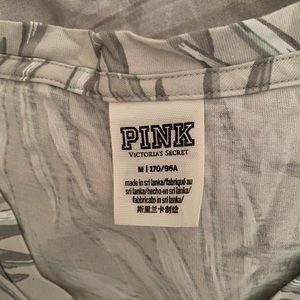 PINK
VICTORIA'S SECRET
M | 170/96A
made in sri lanka/fabriqué au
sri lanka/hecho en sri lanka/
fabbricato in sri lanka/
斯里兰卡制造